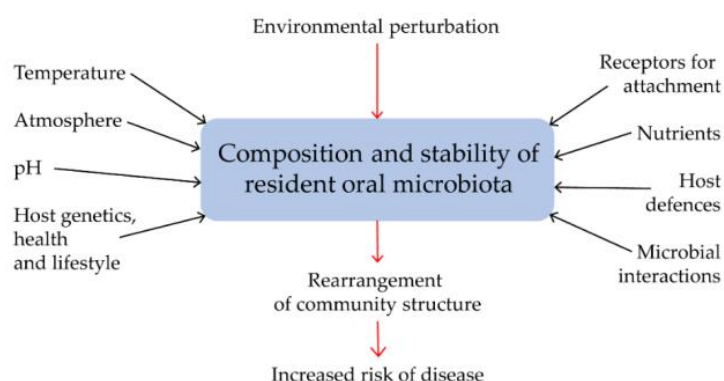 Environmental perturbation
Temperature
Atmosphere
pH
Host genetics,
health
and lifestyle
Composition and stability of
resident oral microbiota
Receptors for
attachment
Nutrients
Host
defences
Microbial
interactions
Rearrangement
of community structure
Increased risk of disease